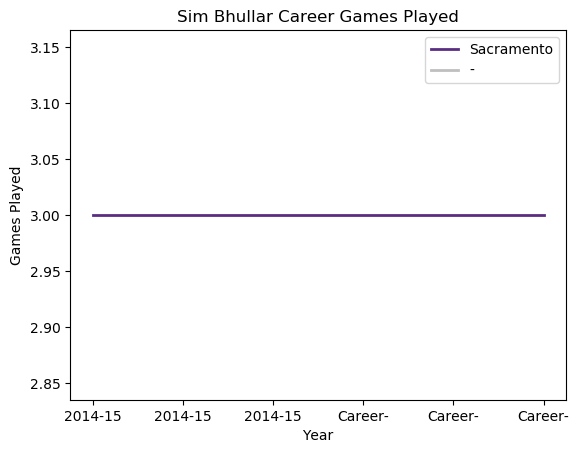 Sim Bhullar Career Games Played
Sacramento
-
3.15
3.10
3.05
3.00
2.95
2.90
2.85
Games Played
2014-15 2014-15 2014-15 Career- Career- Career-
Year